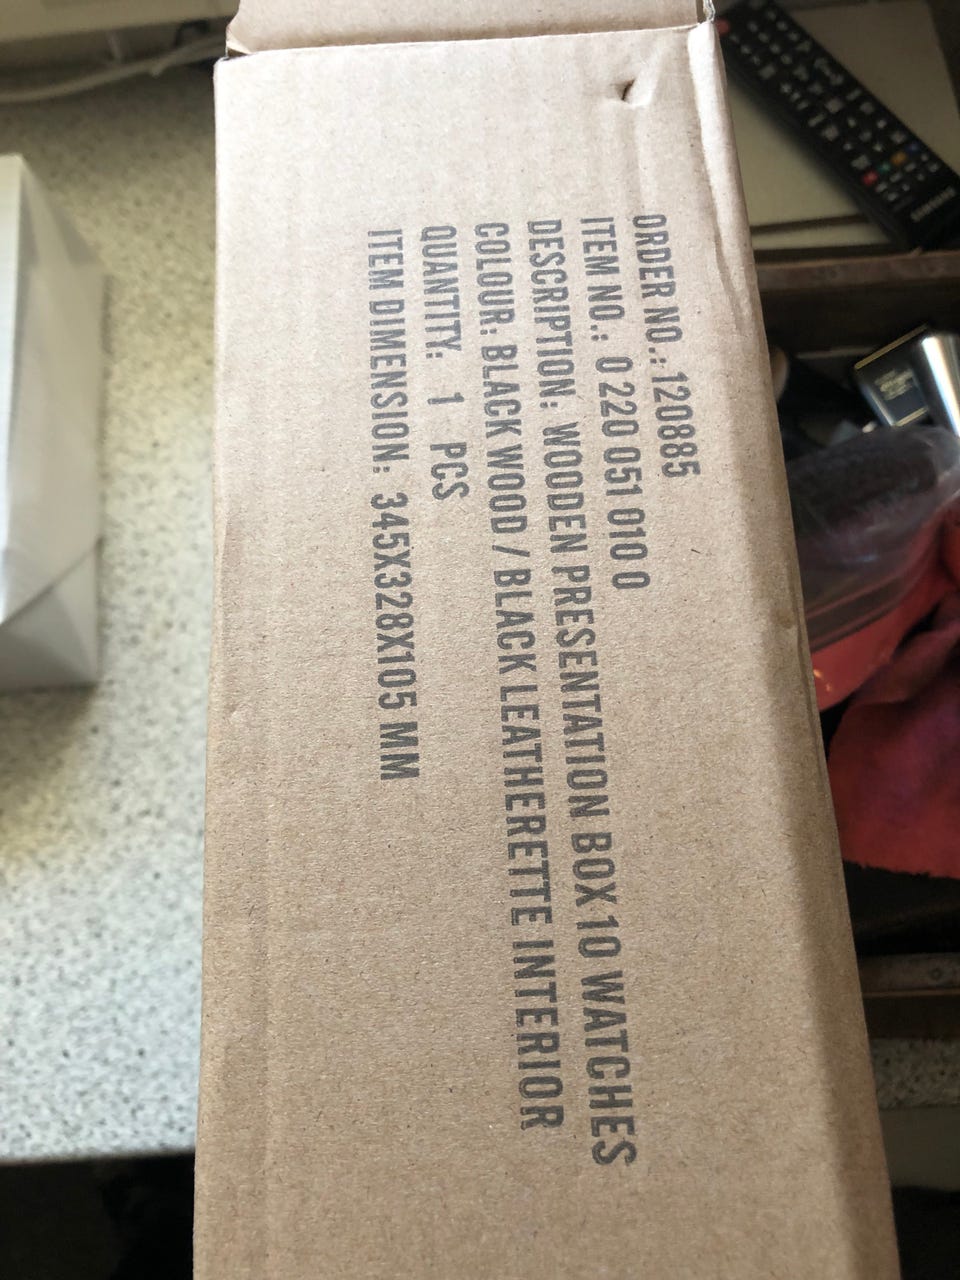 ORDER NO.: 120885
ITEM NO.: 0 220 051 010 0
DESCRIPTION: WOODEN PRESENTATION BOX 10 WATCHES
COLOUR: BLACK WOOD / BLACK LEATHERETTE INTERIOR
QUANTITY: 1 PCS
ITEM DIMENSION: 345X328X105 MM
SAMSUNG